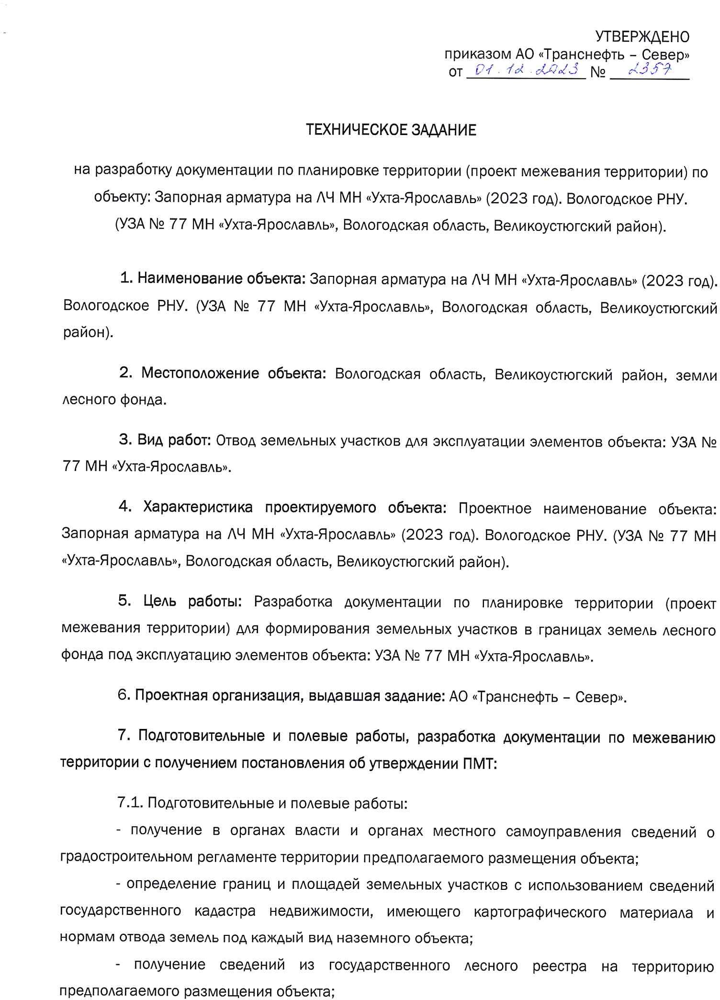 УТВЕРЖДЕНО
приказом АО «Транснефть – Север»
от 01.12.2023 № 2357
ТЕХНИЧЕСКОЕ ЗАДАНИЕ
на разработку документации по планировке территории (проект межевания территории) по
объекту: Запорная арматура на ЛЧ МН «Ухта-Ярославль» (2023 год). Вологодское РНУ.
(УЗА № 77 МН «Ухта-Ярославль», Вологодская область, Великоустюгский район).
1. Наименование объекта: Запорная арматура на ЛЧ МН «Ухта-Ярославль» (2023 год).
Вологодское РНУ. (УЗА № 77 МН «Ухта-Ярославль», Вологодская область, Великоустюгский
район).
2. Местоположение объекта: Вологодская область, Великоустюгский район, земли
лесного фонда.
3. Вид работ: Отвод земельных участков для эксплуатации элементов объекта: УЗА №
77 МН «Ухта-Ярославль».
4. Характеристика проектируемого объекта: Проектное наименование объекта:
Запорная арматура на ЛЧ МН «Ухта-Ярославль» (2023 год). Вологодское РНУ. (УЗА № 77 МН
«Ухта-Ярославль», Вологодская область, Великоустюгский район).
5. Цель работы: Разработка документации по планировке территории (проект
межевания территории) для формирования земельных участков в границах земель лесного
фонда под эксплуатацию элементов объекта: УЗА № 77 МН «Ухта-Ярославль».
6. Проектная организация, выдавшая задание: АО «Транснефть – Север».
7. Подготовительные и полевые работы, разработка документации по межеванию
территории с получением постановления об утверждении ПМТ:
7.1. Подготовительные и полевые работы:
- получение в органах власти и органах местного самоуправления сведений о
градостроительном регламенте территории предполагаемого размещения объекта;
- определение границ и площадей земельных участков с использованием сведений
государственного кадастра недвижимости, имеющего картографического материала и
нормам отвода земель под каждый вид наземного объекта;
- получение сведений из государственного лесного реестра на территорию
предполагаемого размещения объекта;